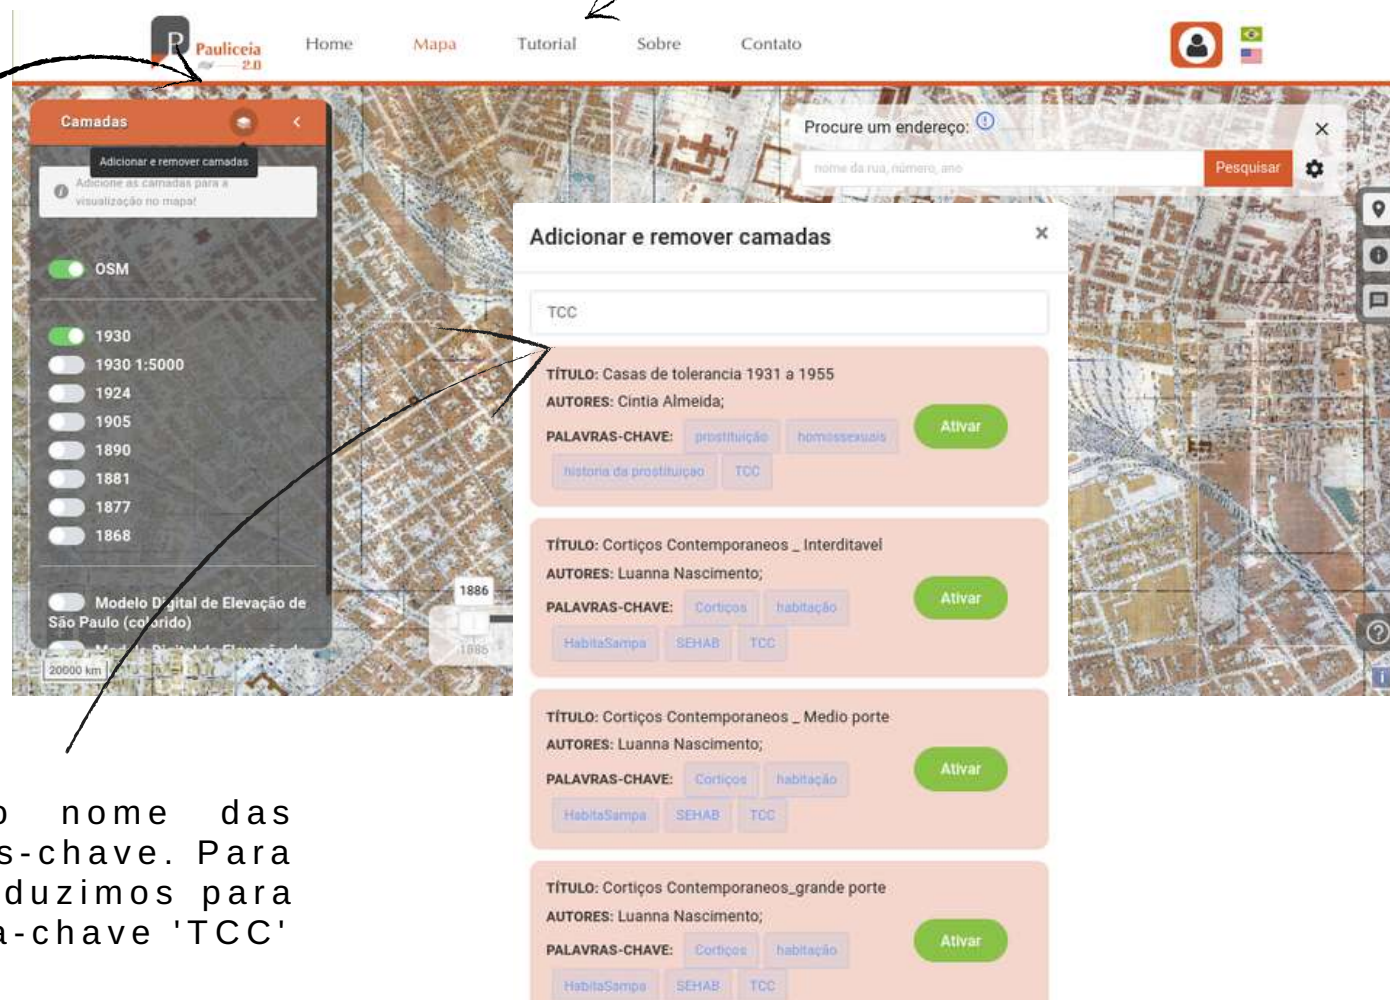 P
Pauliceia
2.0
Home
Mapa
Tutorial
Sobre
Contato
Camadas
Adicionar e remover camadas
Adicione as camadas para a
visualização no mapa!
OSM
1930
1930 1:5000
1924
1905
1890
1881
1877
1868
Modelo Digital de Elevação de
São Paulo (colorido)
Modelo Digital de Elevação de
20000 km
Procure um endereço:
nome da rua, número, ano
Pesquisar
1886
1886
Adicionar e remover camadas ×
TCC
TÍTULO: Casas de tolerancia 1931 a 1955
AUTORES: Cintia Almeida;
PALAVRAS-CHAVE: prostituição homossexuais
historia da prostituiçao TCC
Ativar
TÍTULO: Cortiços Contemporaneos _ Interditavel
AUTORES: Luanna Nascimento;
PALAVRAS-CHAVE: Cortiços habitação
HabitaSampa SEHAB TCC
Ativar
TÍTULO: Cortiços Contemporaneos _ Medio porte
AUTORES: Luanna Nascimento;
PALAVRAS-CHAVE: Cortiços habitação
HabitaSampa SEHAB TCC
Ativar
TÍTULO: Cortiços Contemporaneos_grande porte
AUTORES: Luanna Nascimento;
PALAVRAS-CHAVE: Cortiços habitação
HabitaSampa SEHAB TCC
Ativar
o nome das
s-chave. Para
duzimos para
a-chave 'TCC'